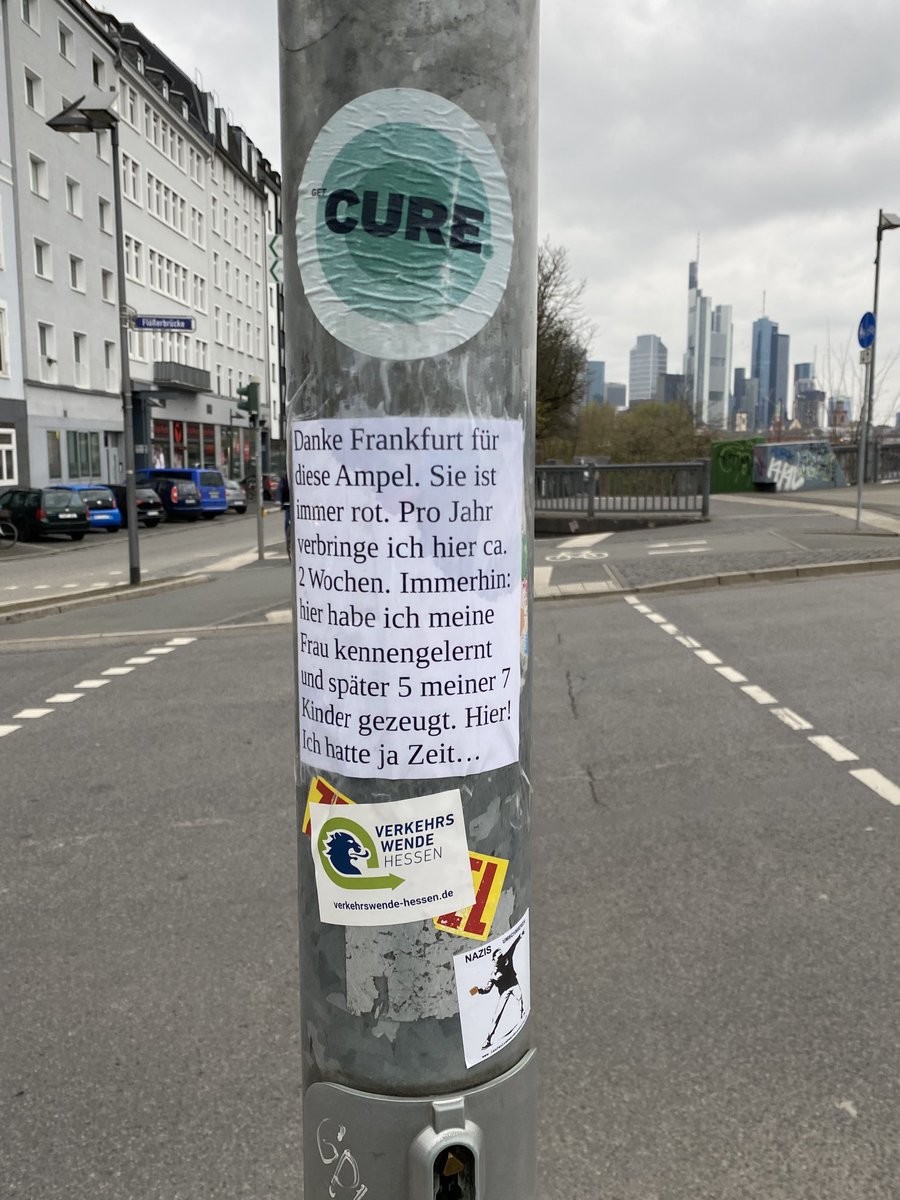 GET
CURE.
Flößerbrücke
Danke Frankfurt für
diese Ampel. Sie ist
immer rot. Pro Jahr
verbringe ich hier ca.
2 Wochen. Immerhin:
hier habe ich meine
Frau kennengelernt
und später 5 meiner 7
Kinder gezeugt. Hier!
Ich hatte ja Zeit…
VERKEHRS
WENDE
HESSEN
verkehrswende-hessen.de
NAZIS